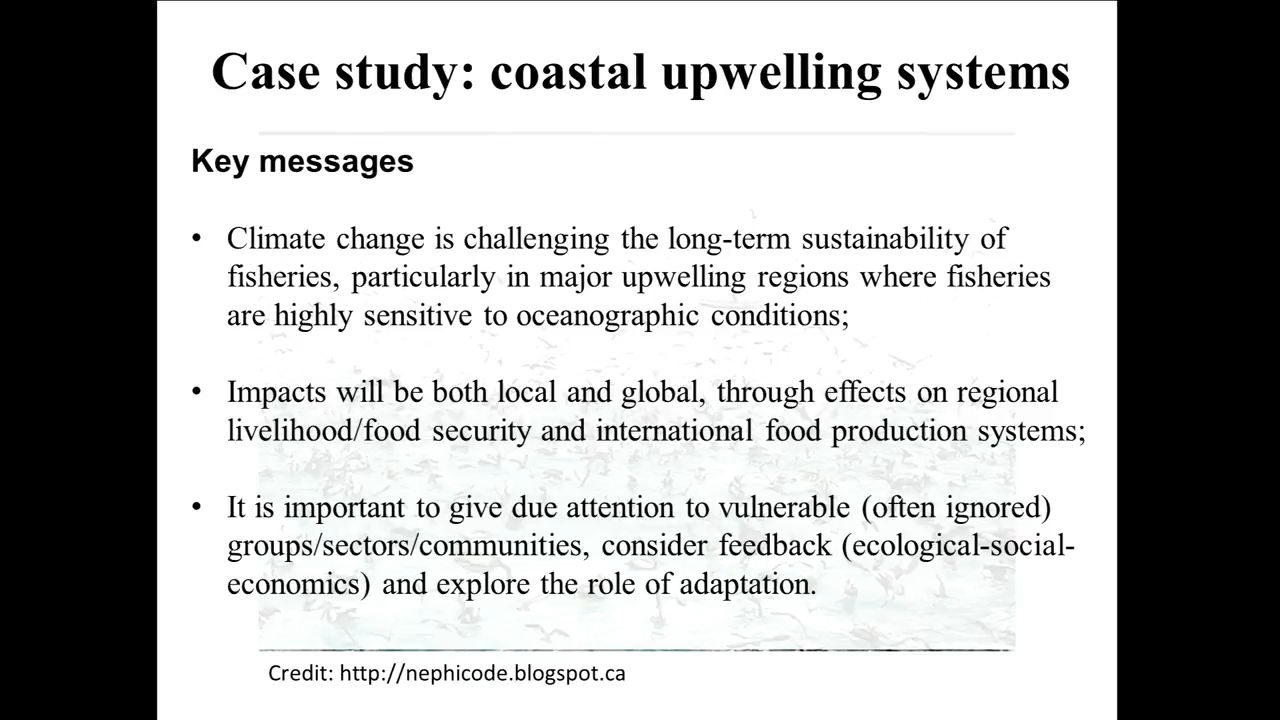 Case study: coastal upwelling systems
Key messages
• Climate change is challenging the long-term sustainability of
fisheries, particularly in major upwelling regions where fisheries
are highly sensitive to oceanographic conditions;
• Impacts will be both local and global, through effects on regional
livelihood/food security and international food production systems;
• It is important to give due attention to vulnerable (often ignored)
groups/sectors/communities, consider feedback (ecological-social-
economics) and explore the role of adaptation.
Credit: http://nephicode.blogspot.ca